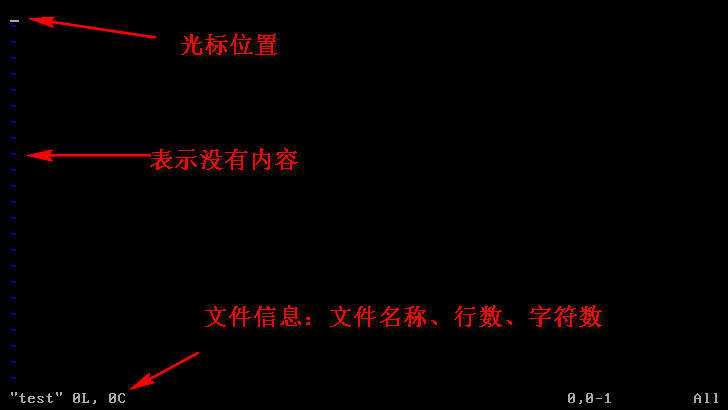 光标位置
表示没有内容
文件信息：文件名称、行数、字符数
"test" 0L, 0C 0,0-1 All